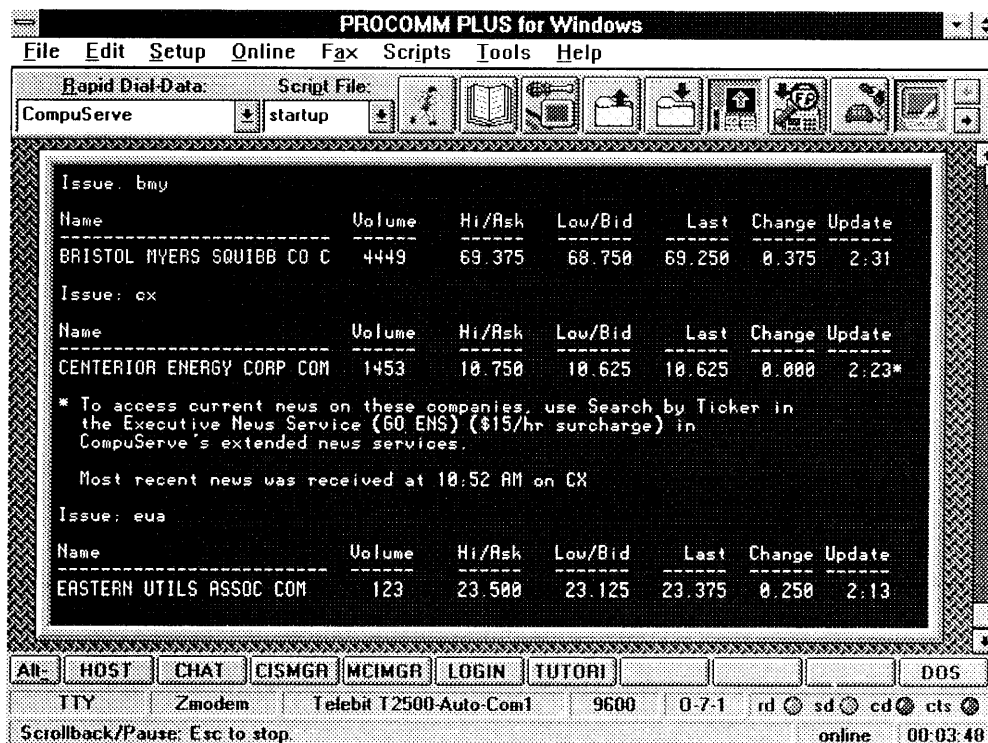 PROCOMM PLUS for Windows
File Edit Setup Online Fax Scripts Tools Help
Rapid Dial-Data: Script File:
CompuServe startup
FP
Issue. bmy
Name Volume Hi/Ask Low/Bid Last Change Update
BRISTOL MYERS SQUIBB CO C 4449 69.375 68.750 69.250 0.375 2:31
Issue: cx
Name Volume Hi/Ask Low/Bid Last Change Update
CENTERIOR ENERGY CORP COM 1453 10.750 10.625 10.625 0.000 2:23*
* To access current news on these companies, use Search by Ticker in
the Executive News Service (GO ENS) ($15/hr surcharge) in
CompuServe's extended news services.
Most recent news was received at 10:52 AM on CX
Issue: eua
Name Volume Hi/Ask Low/Bid Last Change Update
EASTERN UTILS ASSOC COM 123 23.500 23.125 23.375 0.250 2:13
Alt- HOST CHAT CISMGR MCIMGR LOGIN TUTORI DOS
TTY Zmodem Telebit T2500-Auto-Com1 9600 O-7-1 rd sd cd cts
Scrollback/Pause: Esc to stop. online 00:03:48